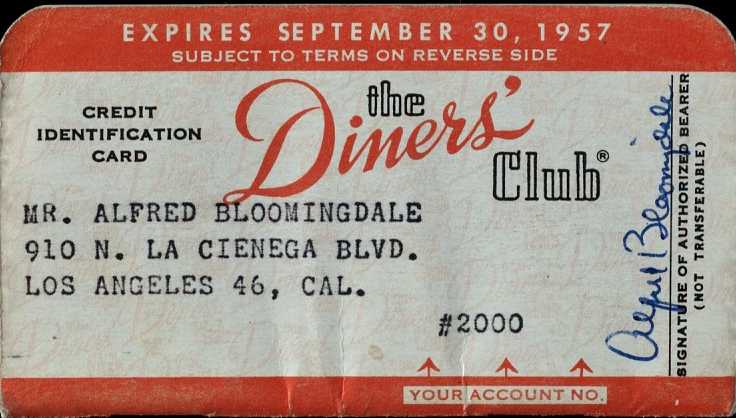 EXPIRES SEPTEMBER 30, 1957
SUBJECT TO TERMS ON REVERSE SIDE
CREDIT
IDENTIFICATION
CARD
the
Diners'
Club®
MR. ALFRED BLOOMINGDALE
910 N. LA CIENEGA BLVD.
LOS ANGELES 46, CAL.
#2000
YOUR ACCOUNT NO.
Alfred Bloomingdale
SIGNATURE OF AUTHORIZED BEARER
(NOT TRANSFERABLE)